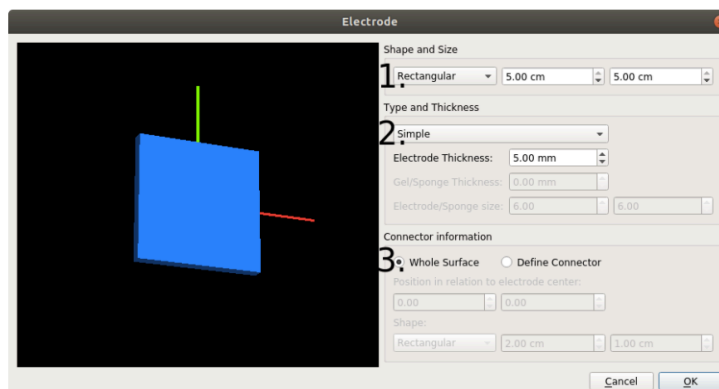 Electrode
Shape and Size
1. Rectangular 5.00 cm 5.00 cm
Type and Thickness
2. Simple
Electrode Thickness: 5.00 mm
Gel/Sponge Thickness: 0.00 mm
Electrode/Sponge size: 6.00 6.00
Connector information
3. Whole Surface Define Connector
Position in relation to electrode center:
0.00 0.00
Shape:
Rectangular 2.00 cm 1.00 cm
Cancel OK